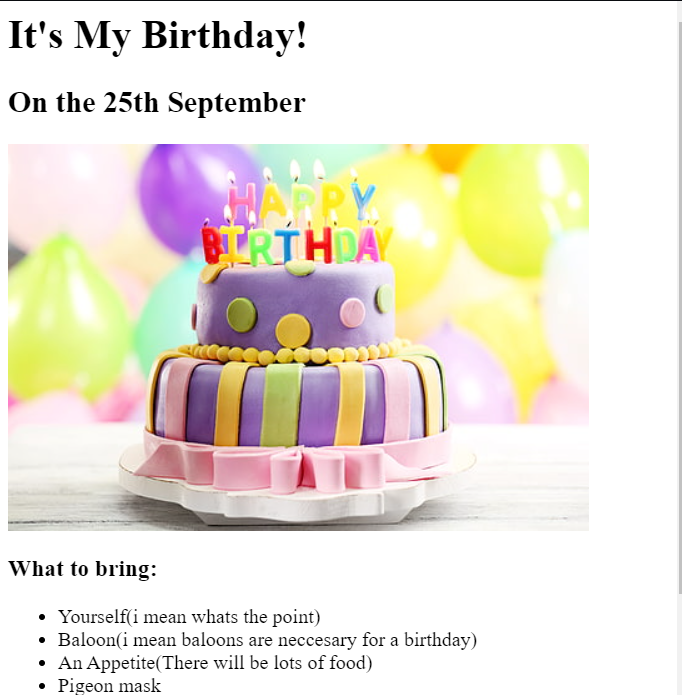 It's My Birthday!
On the 25th September
HAPPY
BIRTHDAY
What to bring:
Yourself(i mean whats the point)
Baloon(i mean baloons are neccesary for a birthday)
An Appetite(There will be lots of food)
Pigeon mask